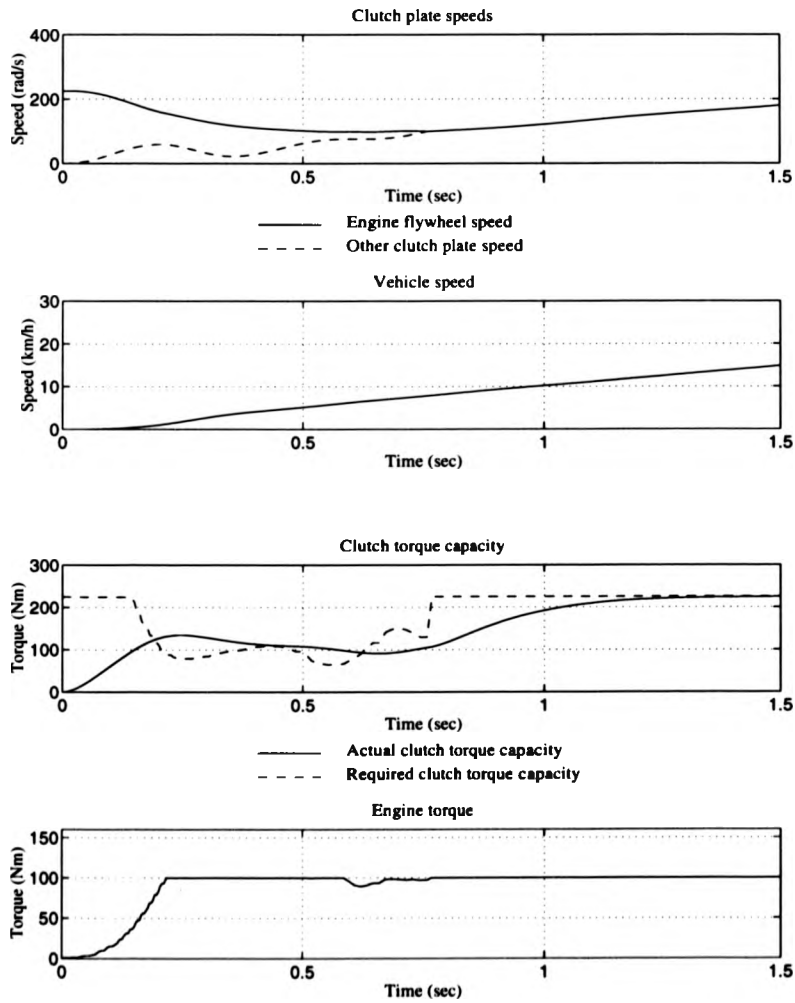 Clutch plate speeds
400
200
0
Speed (rad/s)
0 0.5 1 1.5
Time (sec)
Engine flywheel speed
Other clutch plate speed
Vehicle speed
30
20
10
0
Speed (km/h)
0 0.5 1 1.5
Time (sec)
Clutch torque capacity
300
200
100
0
Torque (Nm)
0 0.5 1 1.5
Time (sec)
Actual clutch torque capacity
Required clutch torque capacity
Engine torque
150
100
50
0
Torque (Nm)
0 0.5 1 1.5
Time (sec)